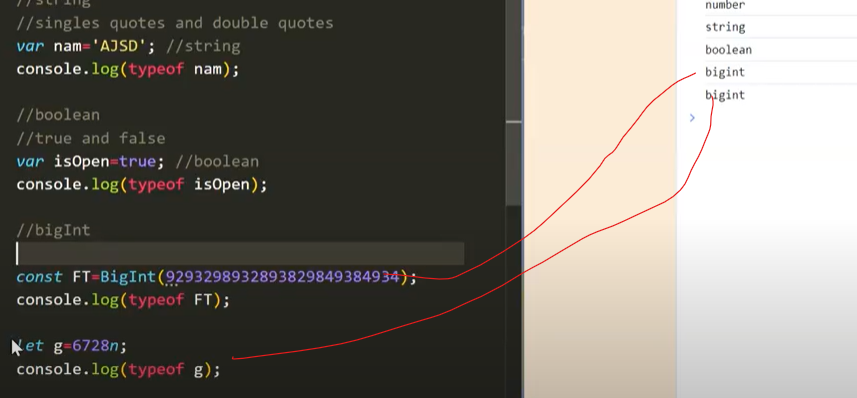 //string
//singles quotes and double quotes
var nam='AJSD'; //string
console.log(typeof nam);
//boolean
//true and false
var isOpen=true; //boolean
console.log(typeof isOpen);
//bigInt
const FT=BigInt(92932989328938298493849​34);
console.log(typeof FT);
let g=6728n;
console.log(typeof g);
number
string
boolean
bigint
bigint
>